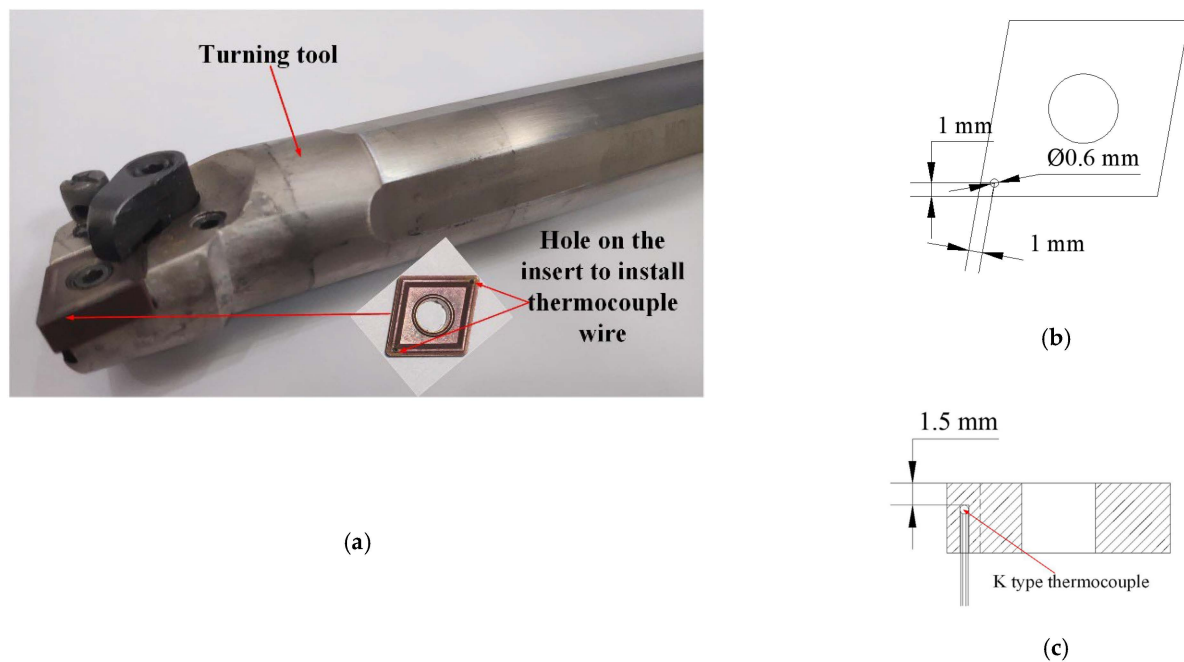 Turning tool
Hole on the
insert to install
thermocouple
wire
(a)
1 mm
Ø0.6 mm
1 mm
(b)
1.5 mm
K type thermocouple
(c)